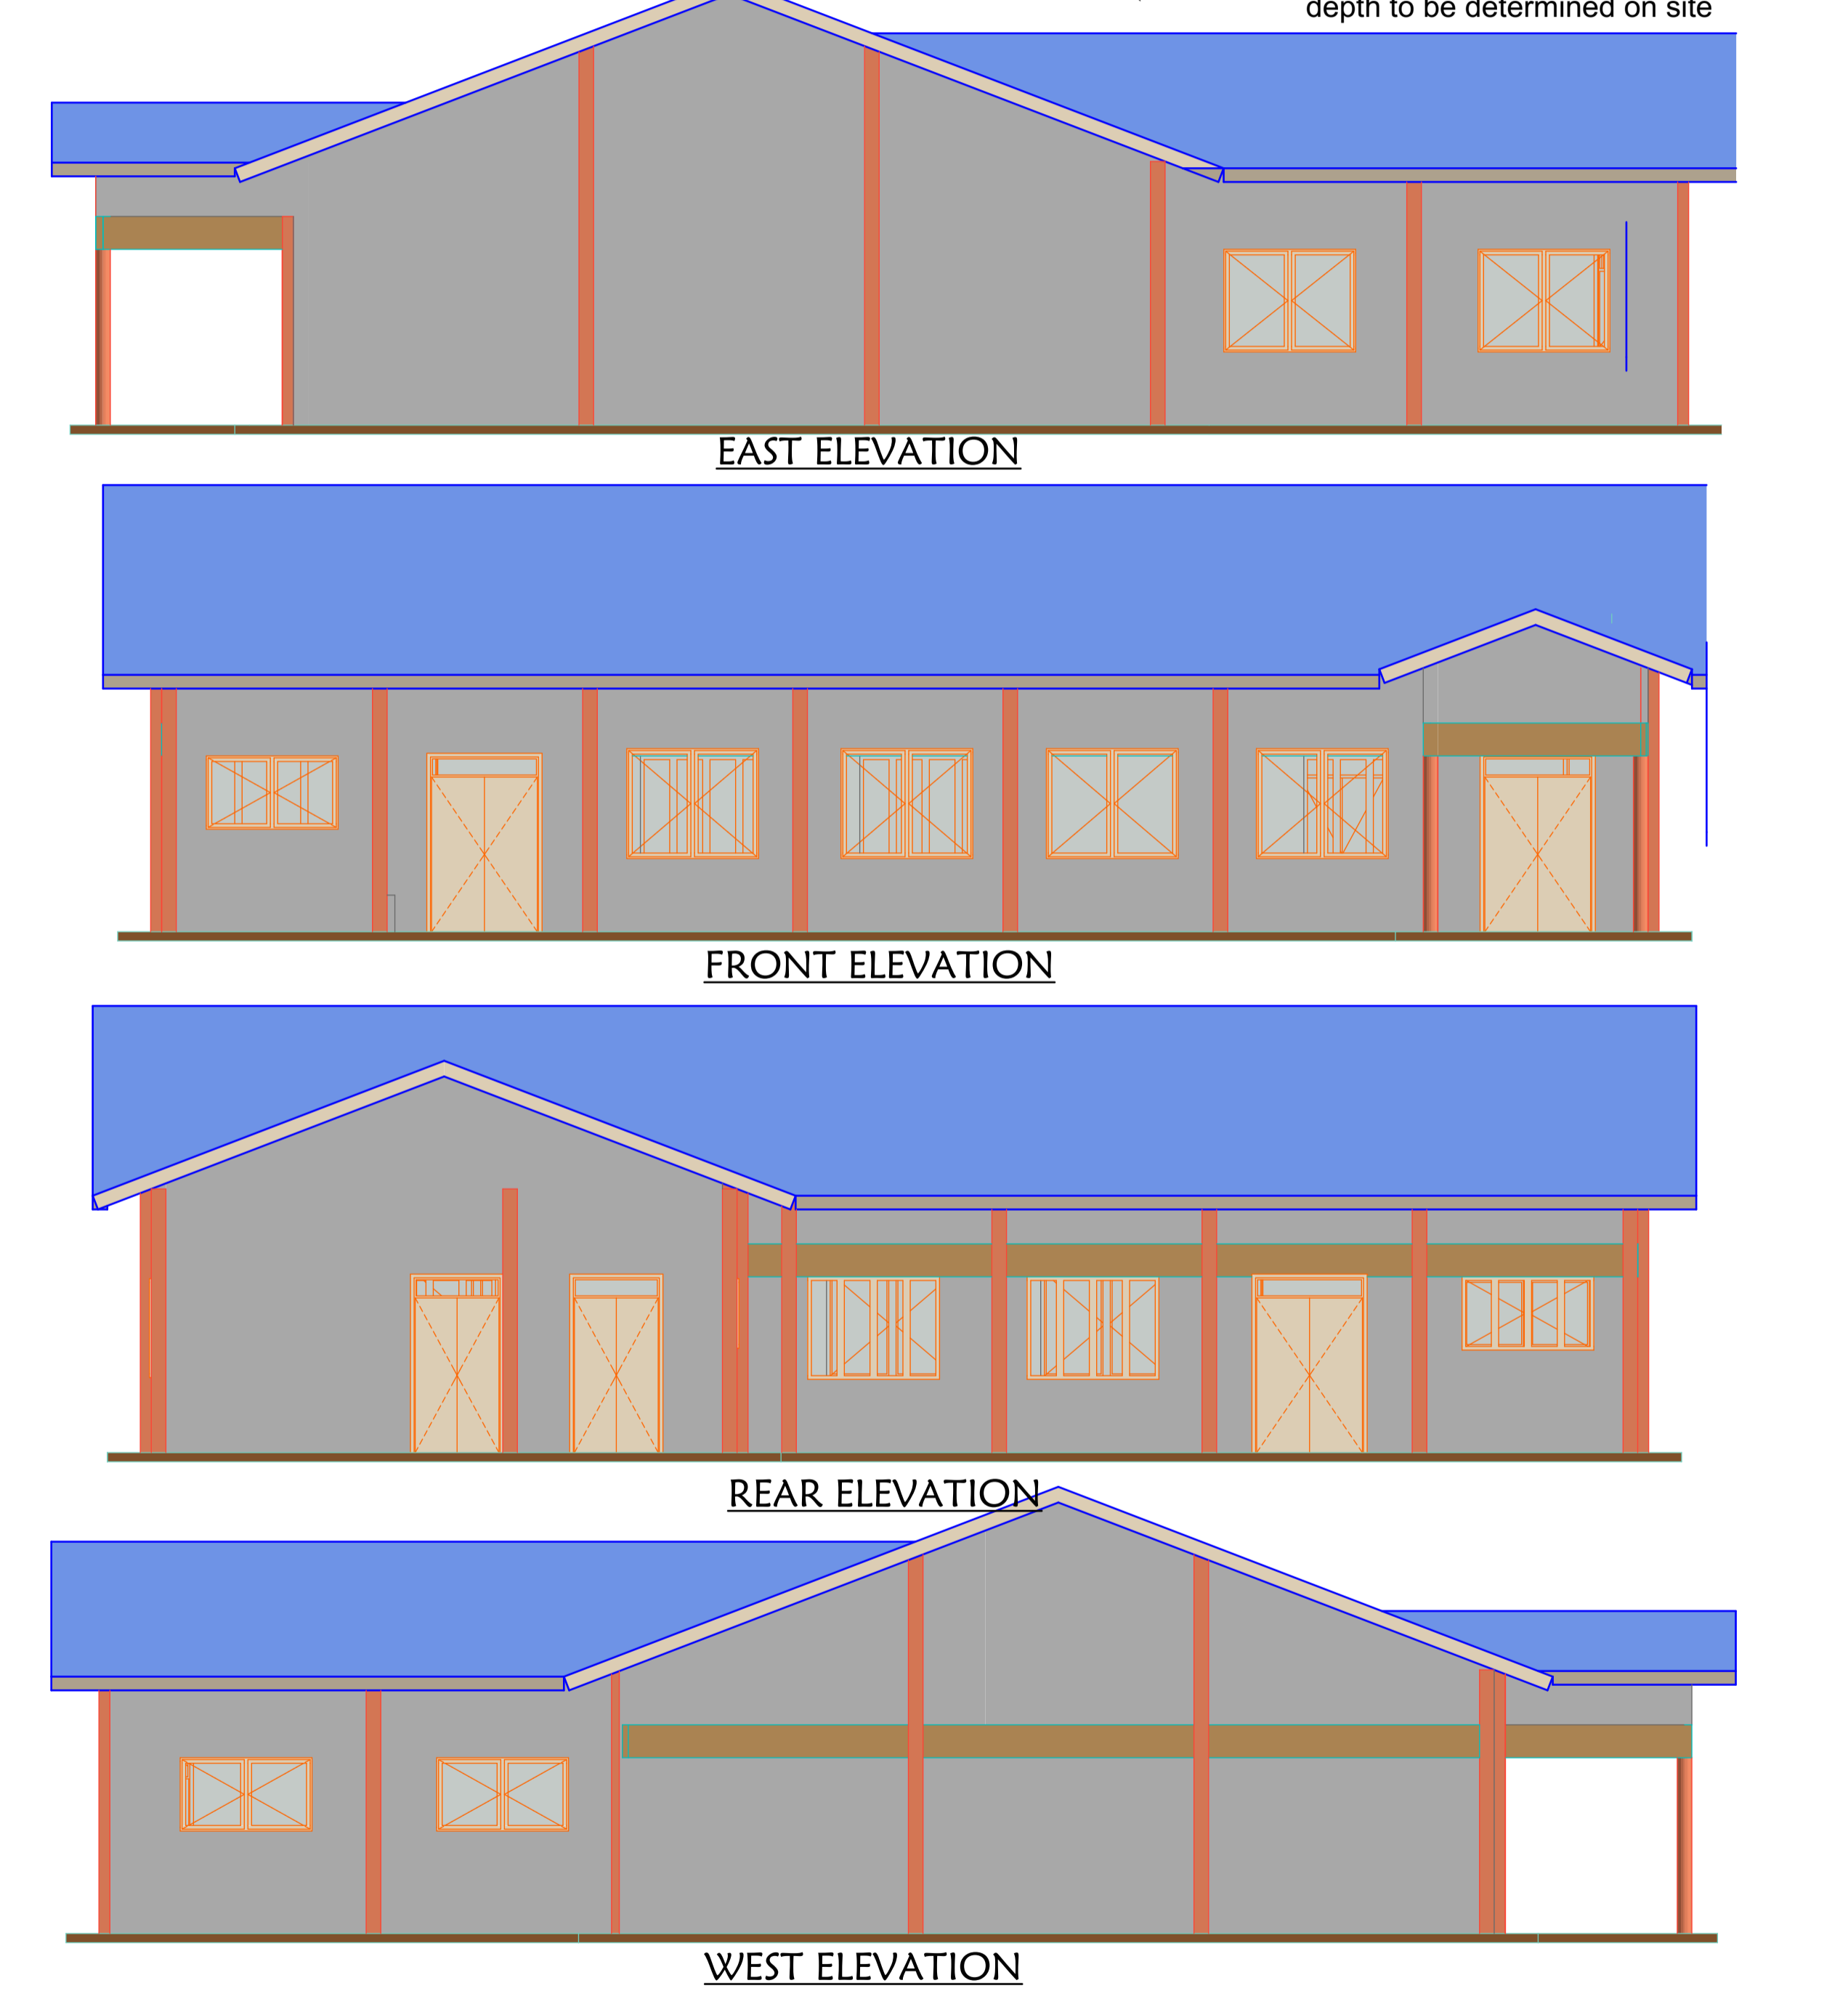 depth to be determined on site
EAST ELEVATION
FRONT ELEVATION
REAR ELEVATION
WEST ELEVATION